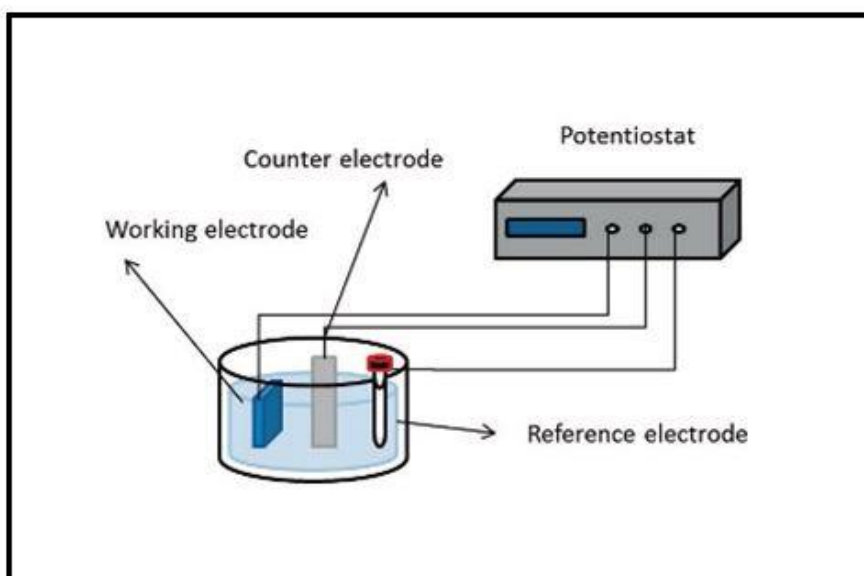 Potentiostat
Counter electrode
Working electrode
Reference electrode